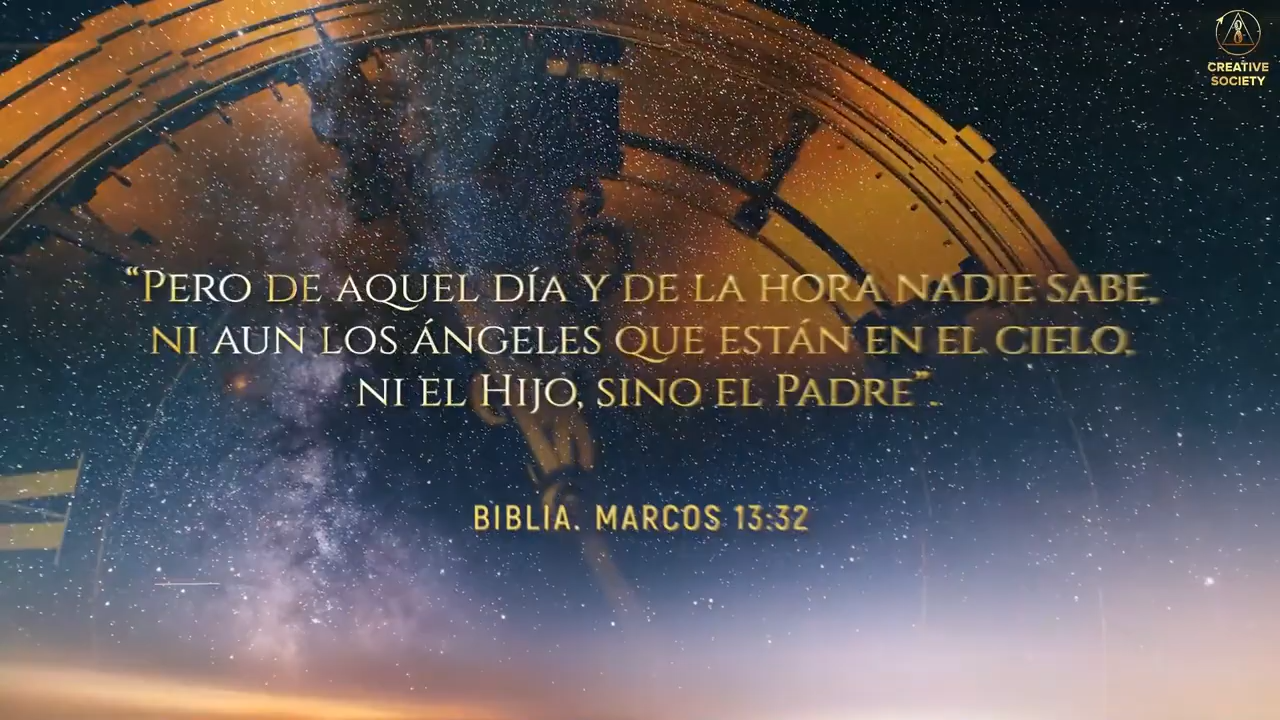 CREATIVE
SOCIETY
“Pero de aquel día y de la hora nadie sabe,
ni aun los ángeles que están en el cielo,
ni el Hijo, sino el Padre”.
BIBLIA. MARCOS 13:32